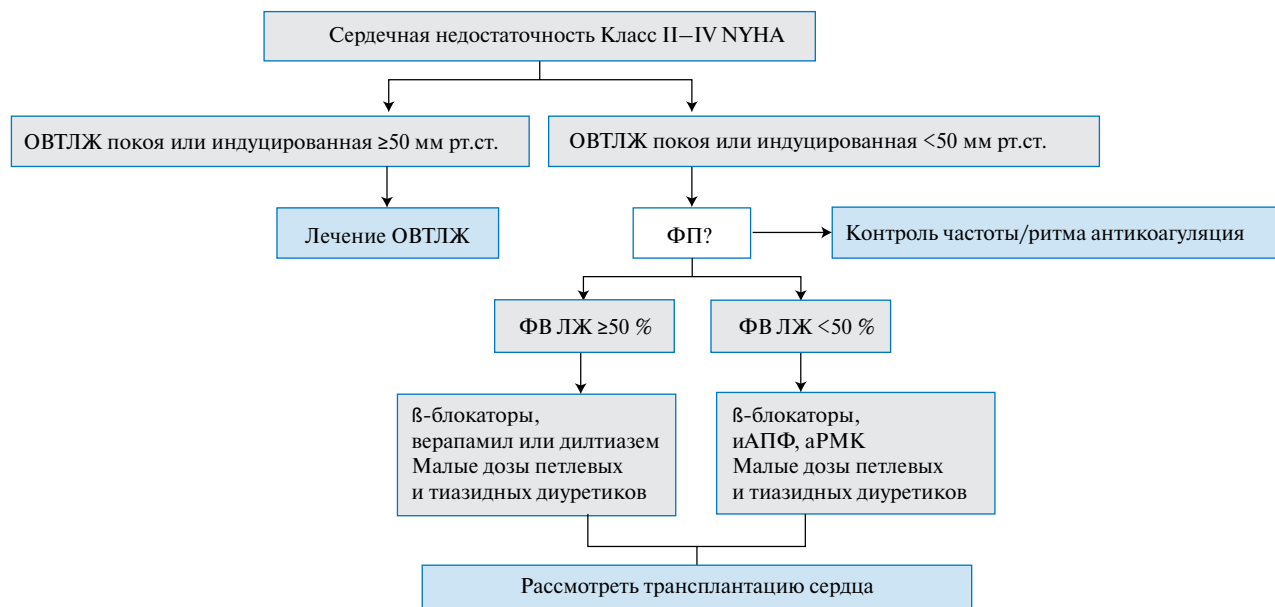 Сердечная недостаточность Класс II–IV NYHA
ОВТЛЖ покоя или индуцированная ≥50 мм рт.ст.
ОВТЛЖ покоя или индуцированная <50 мм рт.ст.
Лечение ОВТЛЖ
ФП?
Контроль частоты/ритма антикоагуляция
ФВ ЛЖ ≥50 %
ФВ ЛЖ <50 %
ß-блокаторы,
верапамил или дилтиазем
Малые дозы петлевых
и тиазидных диуретиков
ß-блокаторы,
иАПФ, аРМК
Малые дозы петлевых
и тиазидных диуретиков
Рассмотреть трансплантацию сердца